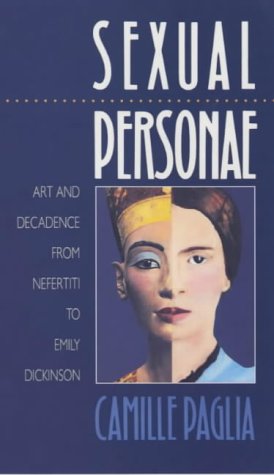 SEXUAL
PERSONAE
ART AND
DECADENCE
FROM
NEFERTITI
TO
EMILY
DICKINSON
CAMILLE PAGLIA